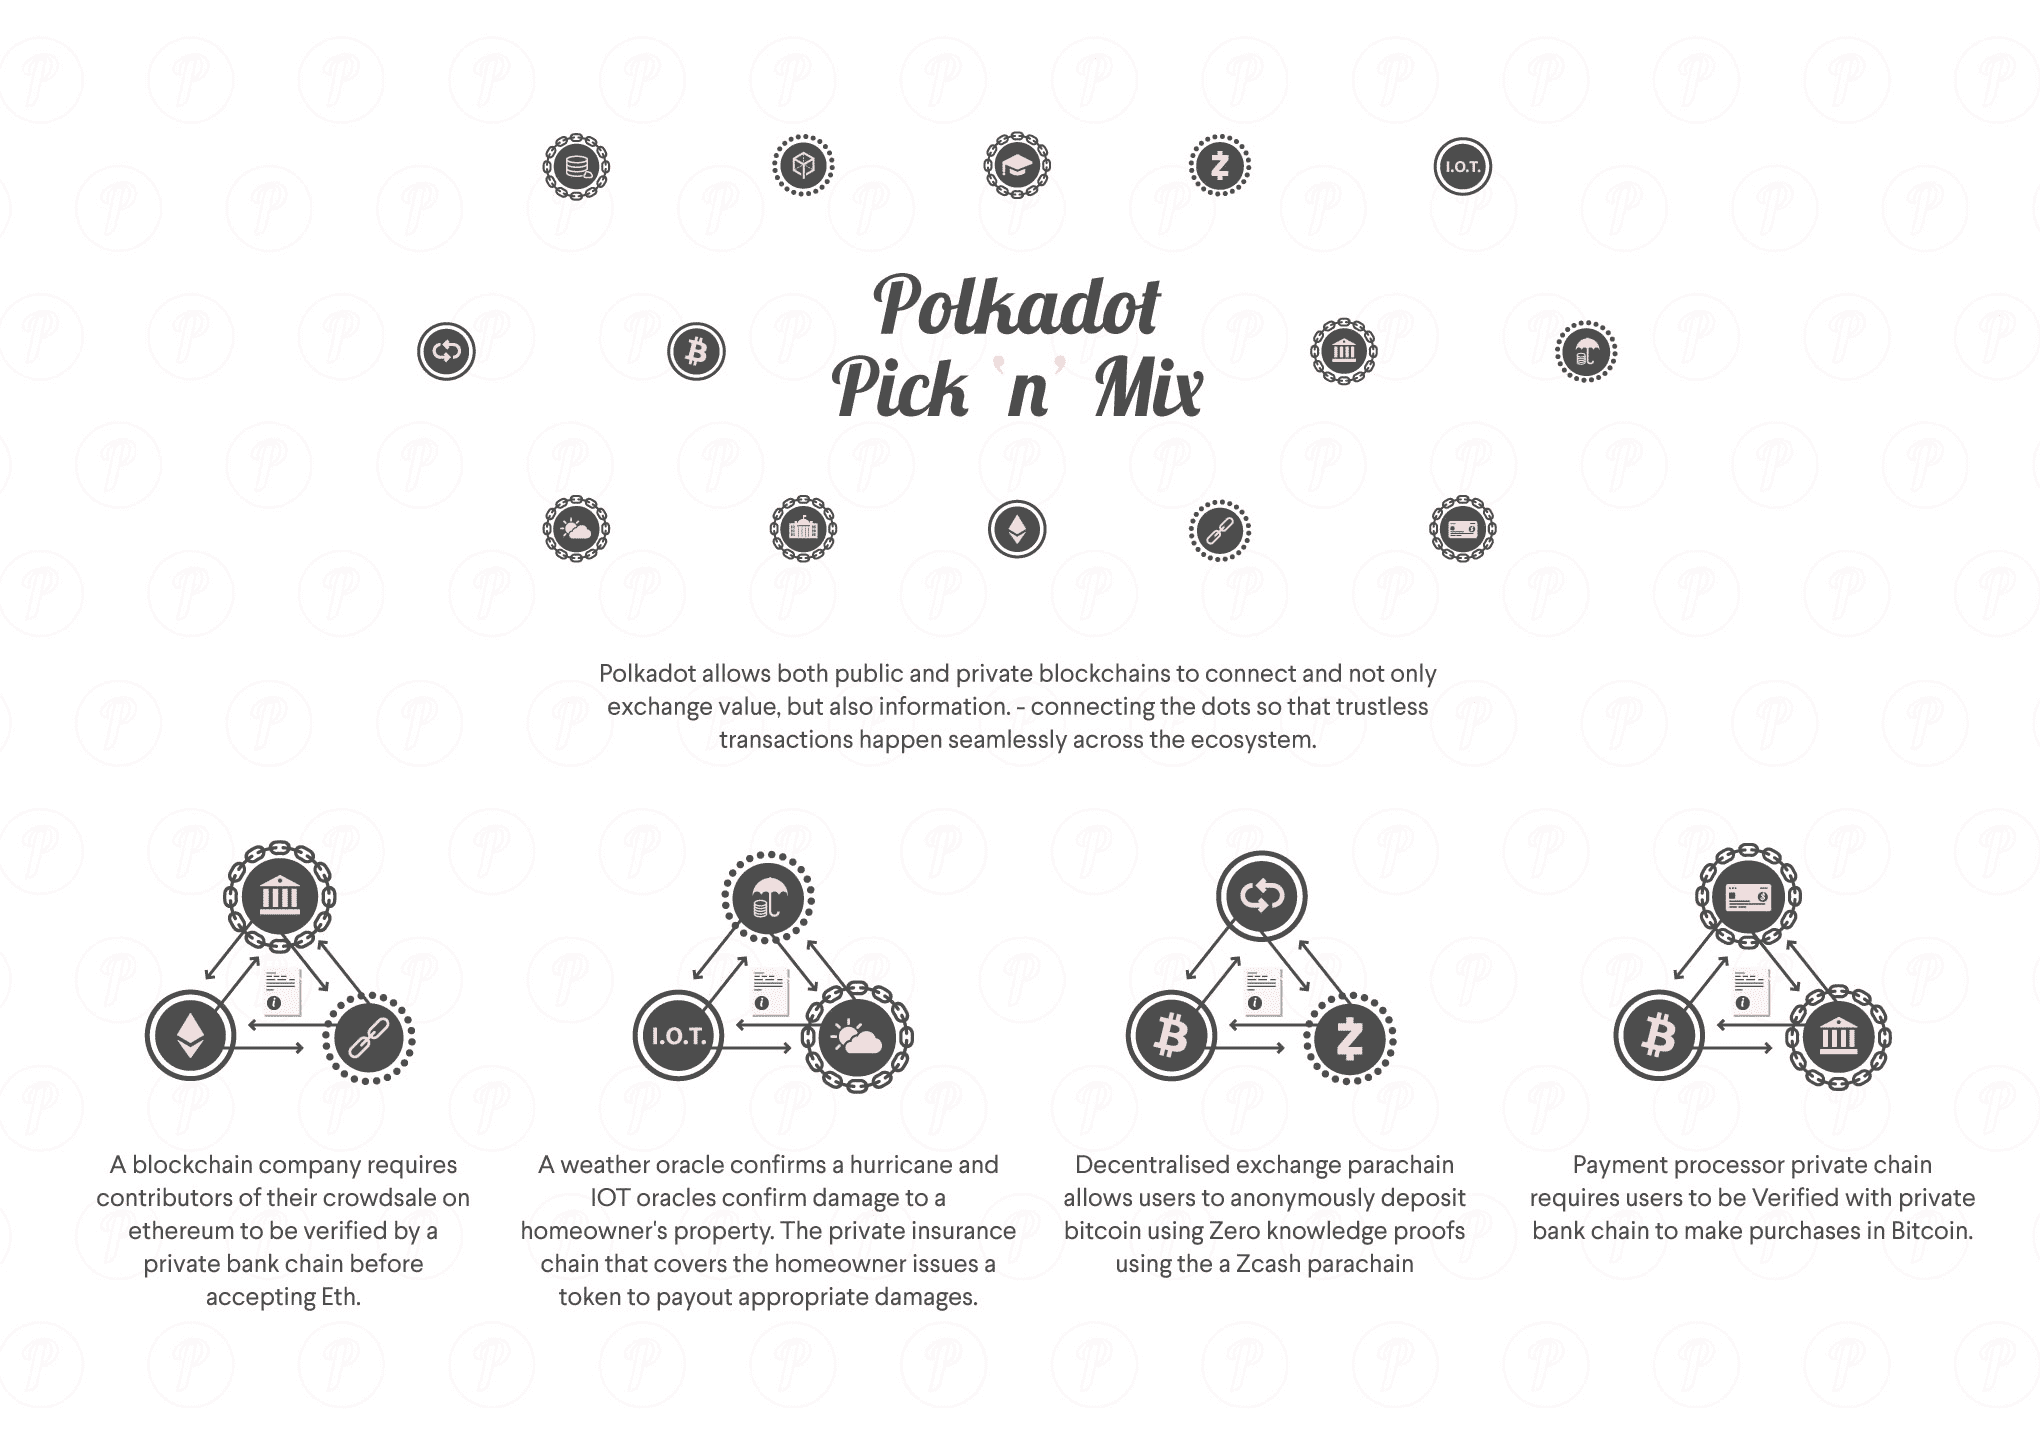 I.O.T.
Polkadot
Pick 'n' Mix
Polkadot allows both public and private blockchains to connect and not only
exchange value, but also information. - connecting the dots so that trustless
transactions happen seamlessly across the ecosystem.
I.O.T.
A blockchain company requires
contributors of their crowdsale on
ethereum to be verified by a
private bank chain before
accepting Eth.
A weather oracle confirms a hurricane and
IOT oracles confirm damage to a
homeowner's property. The private insurance
chain that covers the homeowner issues a
token to payout appropriate damages.
Decentralised exchange parachain
allows users to anonymously deposit
bitcoin using Zero knowledge proofs
using the a Zcash parachain
Payment processor private chain
requires users to be Verified with private
bank chain to make purchases in Bitcoin.